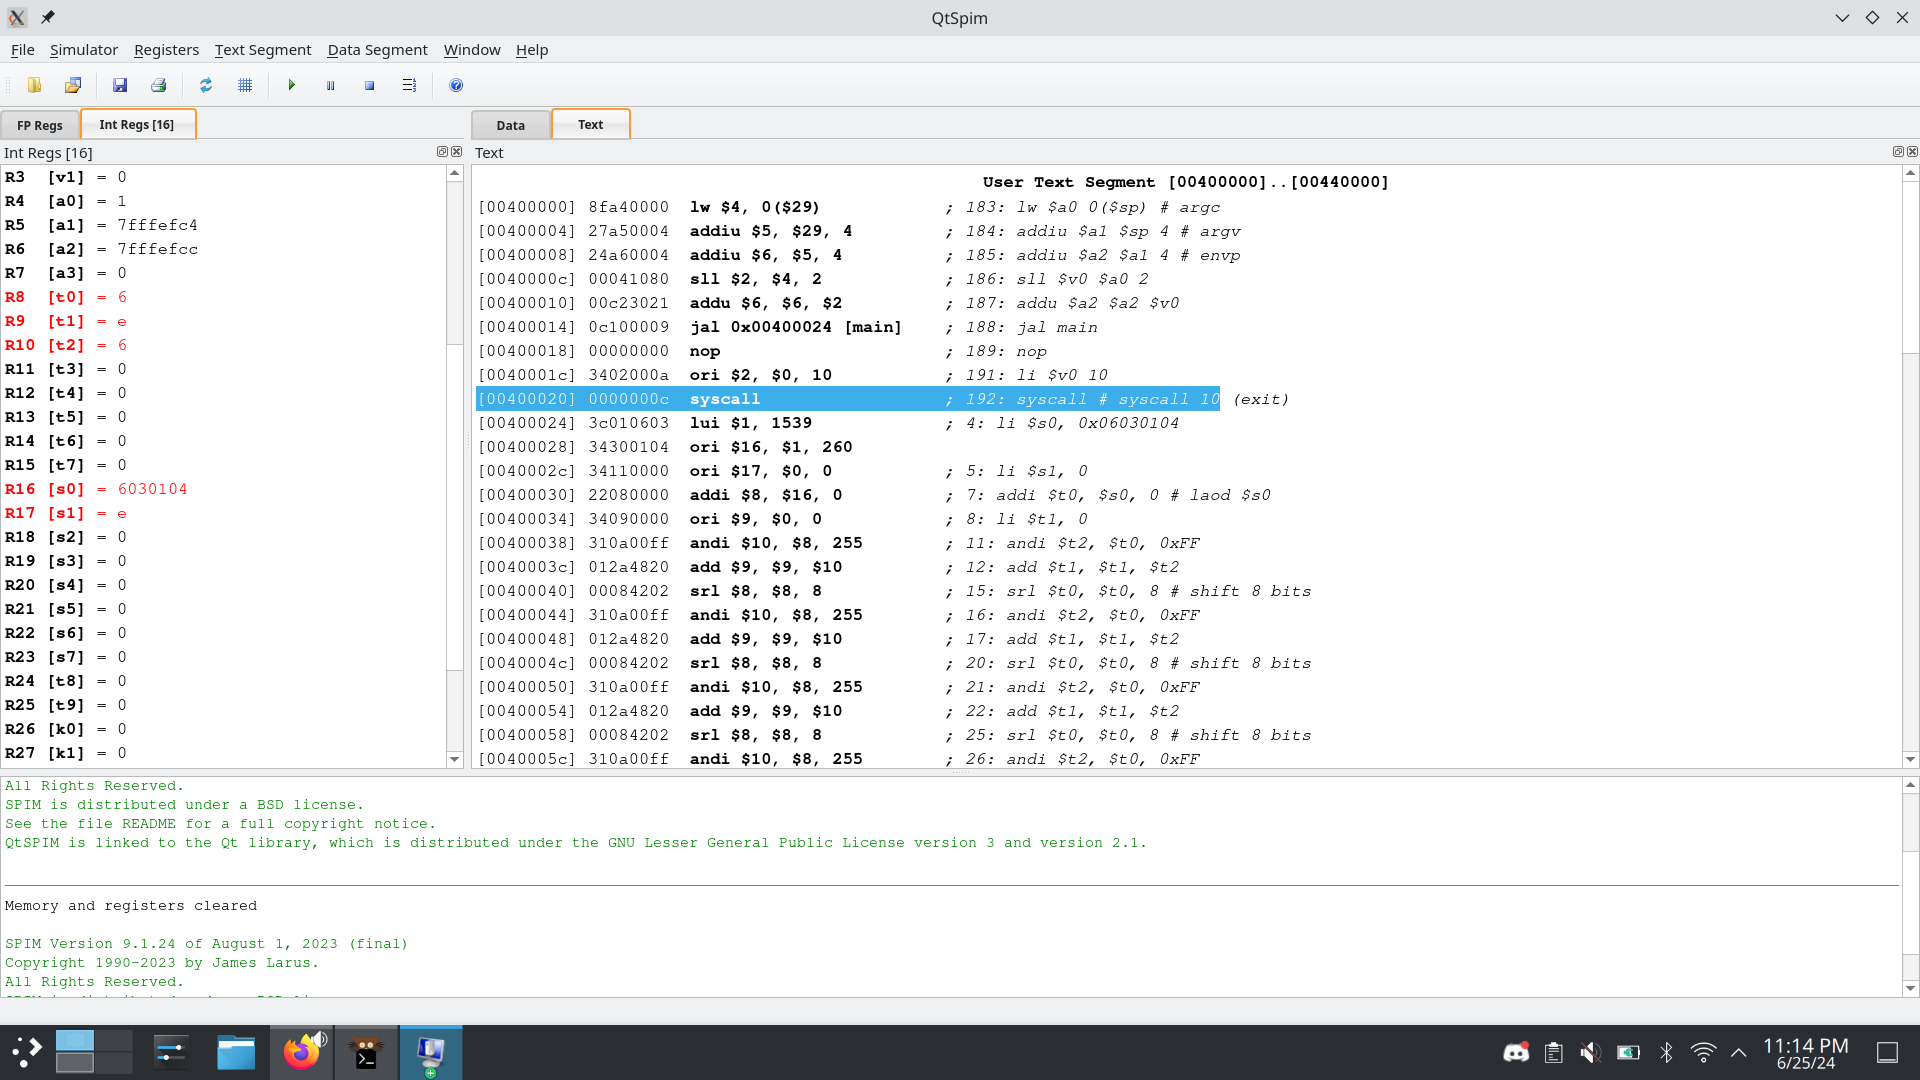 QtSpim
File Simulator Registers Text Segment Data Segment Window Help
FP Regs Int Regs [16] Data Text
Int Regs [16]
R3 [v1] = 0
R4 [a0] = 1
R5 [a1] = 7fffefc4
R6 [a2] = 7fffefcc
R7 [a3] = 0
R8 [t0] = 6
R9 [t1] = e
R10 [t2] = 6
R11 [t3] = 0
R12 [t4] = 0
R13 [t5] = 0
R14 [t6] = 0
R15 [t7] = 0
R16 [s0] = 6030104
R17 [s1] = e
R18 [s2] = 0
R19 [s3] = 0
R20 [s4] = 0
R21 [s5] = 0
R22 [s6] = 0
R23 [s7] = 0
R24 [t8] = 0
R25 [t9] = 0
R26 [k0] = 0
R27 [k1] = 0
Text
User Text Segment [00400000]..[00440000]
[00400000] 8fa40000 lw $4, 0($29) ; 183: lw $a0 0($sp) # argc
[00400004] 27a50004 addiu $5, $29, 4 ; 184: addiu $a1 $sp 4 # argv
[00400008] 24a60004 addiu $6, $5, 4 ; 185: addiu $a2 $a1 4 # envp
[0040000c] 00041080 sll $2, $4, 2 ; 186: sll $v0 $a0 2
[00400010] 00c23021 addu $6, $6, $2 ; 187: addu $a2 $a2 $v0
[00400014] 0c100009 jal 0x00400024 [main] ; 188: jal main
[00400018] 00000000 nop ; 189: nop
[0040001c] 3402000a ori $2, $0, 10 ; 191: li $v0 10
[00400020] 0000000c syscall ; 192: syscall # syscall 10 (exit)
[00400024] 3c010603 lui $1, 1539 ; 4: li $s0, 0x06030104
[00400028] 34300104 ori $16, $1, 260
[0040002c] 34110000 ori $17, $0, 0 ; 5: li $s1, 0
[00400030] 22080000 addi $8, $16, 0 ; 7: addi $t0, $s0, 0 # laod $s0
[00400034] 34090000 ori $9, $0, 0 ; 8: li $t1, 0
[00400038] 310a00ff andi $10, $8, 255 ; 11: andi $t2, $t0, 0xFF
[0040003c] 012a4820 add $9, $9, $10 ; 12: add $t1, $t1, $t2
[00400040] 00084202 srl $8, $8, 8 ; 15: srl $t0, $t0, 8 # shift 8 bits
[00400044] 310a00ff andi $10, $8, 255 ; 16: andi $t2, $t0, 0xFF
[00400048] 012a4820 add $9, $9, $10 ; 17: add $t1, $t1, $t2
[0040004c] 00084202 srl $8, $8, 8 ; 20: srl $t0, $t0, 8 # shift 8 bits
[00400050] 310a00ff andi $10, $8, 255 ; 21: andi $t2, $t0, 0xFF
[00400054] 012a4820 add $9, $9, $10 ; 22: add $t1, $t1, $t2
[00400058] 00084202 srl $8, $8, 8 ; 25: srl $t0, $t0, 8 # shift 8 bits
[0040005c] 310a00ff andi $10, $8, 255 ; 26: andi $t2, $t0, 0xFF
All Rights Reserved.
SPIM is distributed under a BSD license.
See the file README for a full copyright notice.
QtSPIM is linked to the Qt library, which is distributed under the GNU Lesser General Public License version 3 and version 2.1.
Memory and registers cleared
SPIM Version 9.1.24 of August 1, 2023 (final)
Copyright 1990-2023 by James Larus.
All Rights Reserved.
11:14 PM
6/25/24